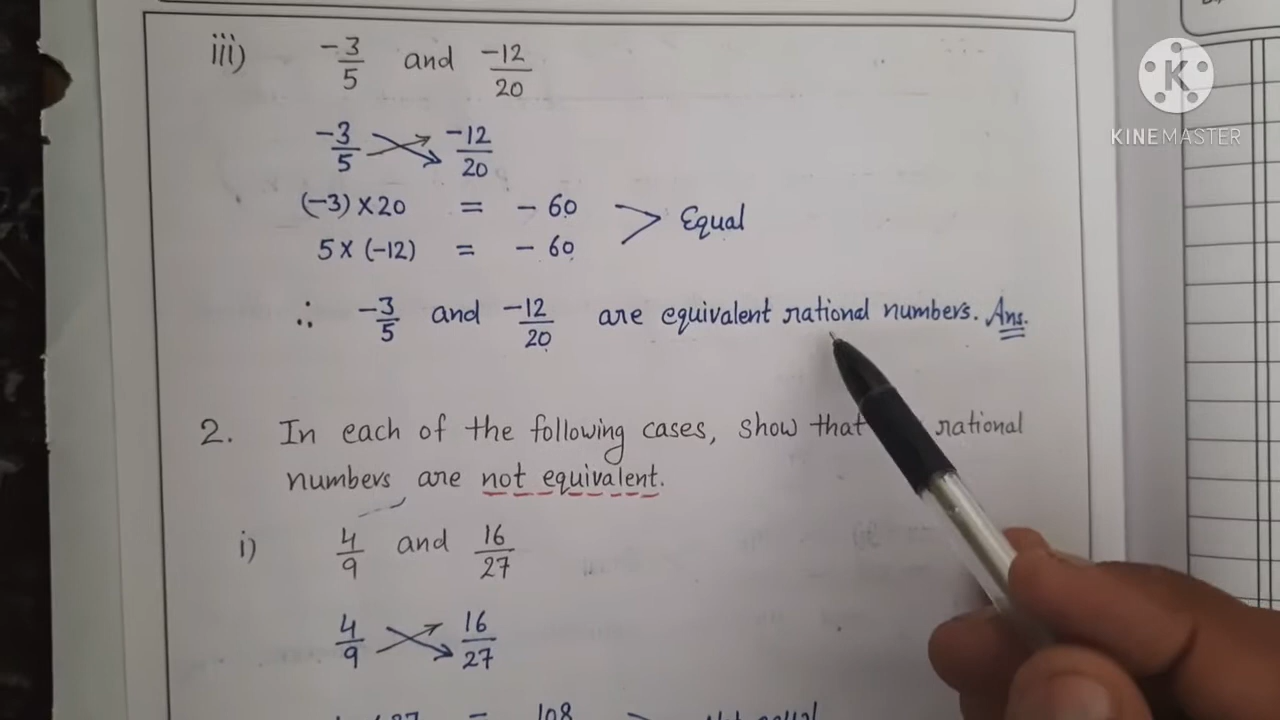 iii) -3/5 and -12/20
-3/5 -12/20
(-3) × 20 = - 60
5 × (-12) = - 60
> Equal
∴ -3/5 and -12/20 are equivalent rational numbers. Ans.
2. In each of the following cases, show that rational
numbers are not equivalent.
i) 4/9 and 16/27
4/9 16/27
= 108
K
KINEMASTER